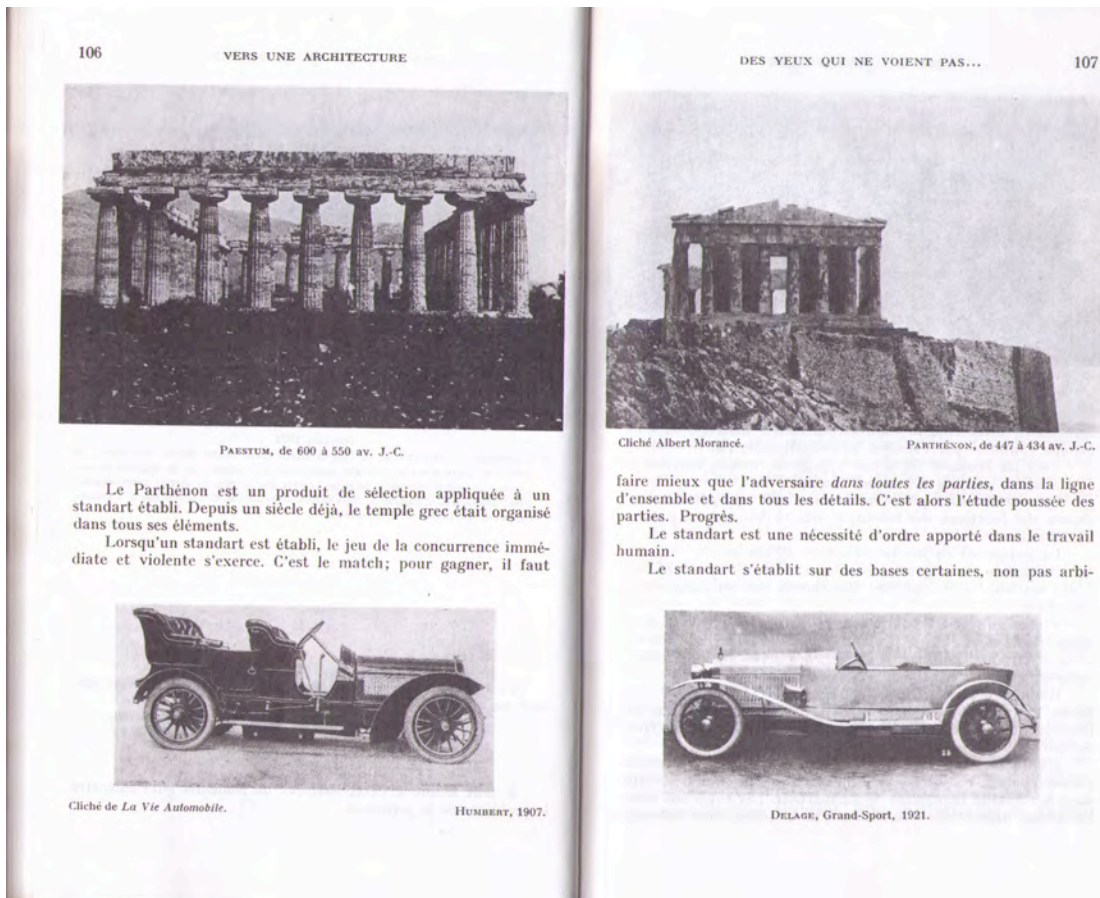 106
VERS UNE ARCHITECTURE
PAESTUM, de 600 à 550 av. J.-C.
Le Parthénon est un produit de sélection appliquée à un
standart établi. Depuis un siècle déjà, le temple grec était organisé
dans tous ses éléments.
Lorsqu'un standart est établi, le jeu de la concurrence immé-
diate et violente s'exerce. C'est le match; pour gagner, il faut
Cliché de La Vie Automobile.
HUMBERT, 1907.
DES YEUX QUI NE VOIENT PAS...
107
Cliché Albert Morancé.
PARTHÉNON, de 447 à 434 av. J.-C.
faire mieux que l'adversaire dans toutes les parties, dans la ligne
d'ensemble et dans tous les détails. C'est alors l'étude poussée des
parties. Progrès.
Le standart est une nécessité d'ordre apporté dans le travail
humain.
Le standart s'établit sur des bases certaines, non pas arbi-
DELAGE, Grand-Sport, 1921.